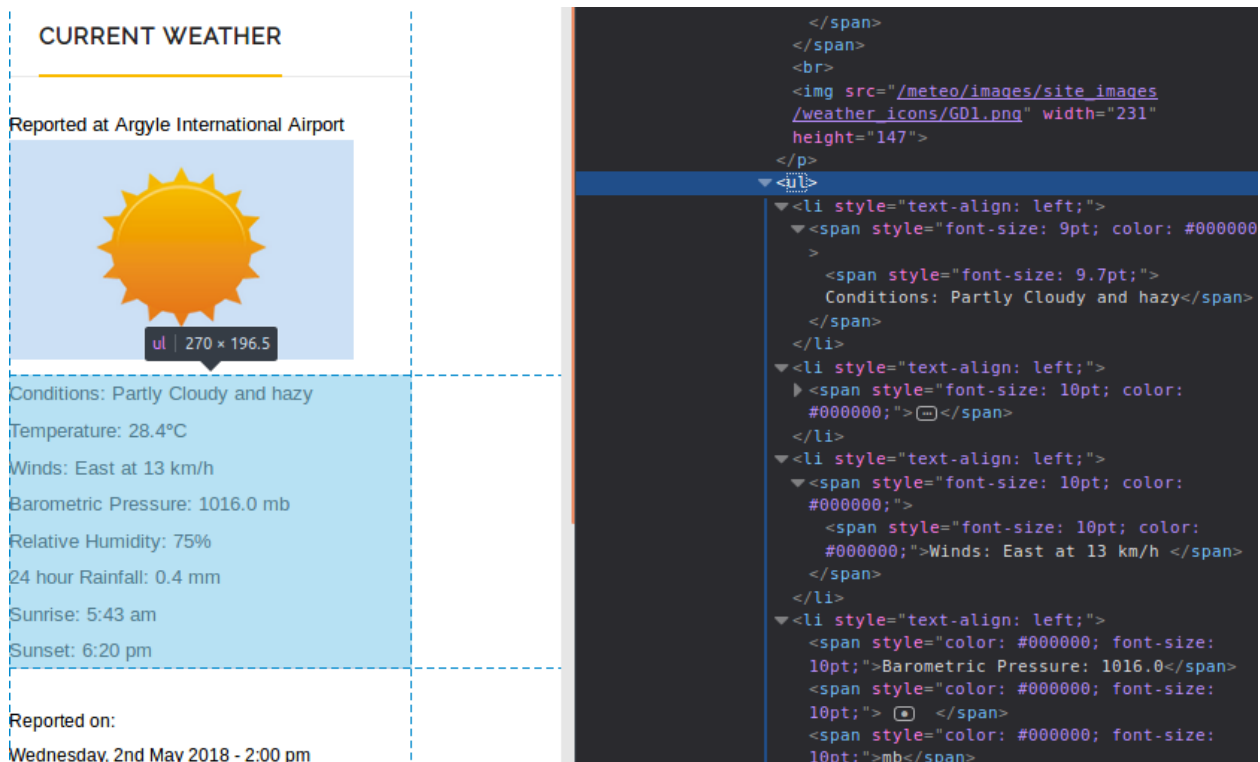 CURRENT WEATHER
Reported at Argyle International Airport
ul 270 × 196.5
Conditions: Partly Cloudy and hazy
Temperature: 28.4ºC
Winds: East at 13 km/h
Barometric Pressure: 1016.0 mb
Relative Humidity: 75%
24 hour Rainfall: 0.4 mm
Sunrise: 5:43 am
Sunset: 6:20 pm
Reported on:
Wednesday, 2nd May 2018 - 2:00 pm
</span>
</span>
<br>
<img src="/meteo/images/site_images
/weather_icons/GD1.png" width="231"
height="147">
</p>
<ul>
<li style="text-align: left;">
<span style="font-size: 9pt; color: #000000
>
<span style="font-size: 9.7pt;">
Conditions: Partly Cloudy and hazy</span>
</span>
</li>
<li style="text-align: left;">
<span style="font-size: 10pt; color:
#000000;">…</span>
</li>
<li style="text-align: left;">
<span style="font-size: 10pt; color:
#000000;">
<span style="font-size: 10pt; color:
#000000;">Winds: East at 13 km/h </span>
</span>
</li>
<li style="text-align: left;">
<span style="color: #000000; font-size:
10pt;">Barometric Pressure: 1016.0</span>
<span style="color: #000000; font-size:
10pt;"> </span>
<span style="color: #000000; font-size:
10pt;">mb</span>